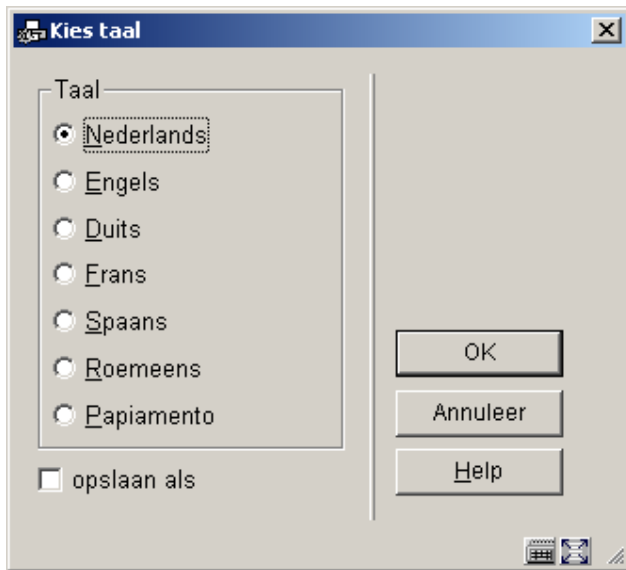 Kies taal
Taal
Nederlands
Engels
Duits
Frans
Spaans
Roemeens
Papiamento
opslaan als
OK
Annuleer
Help